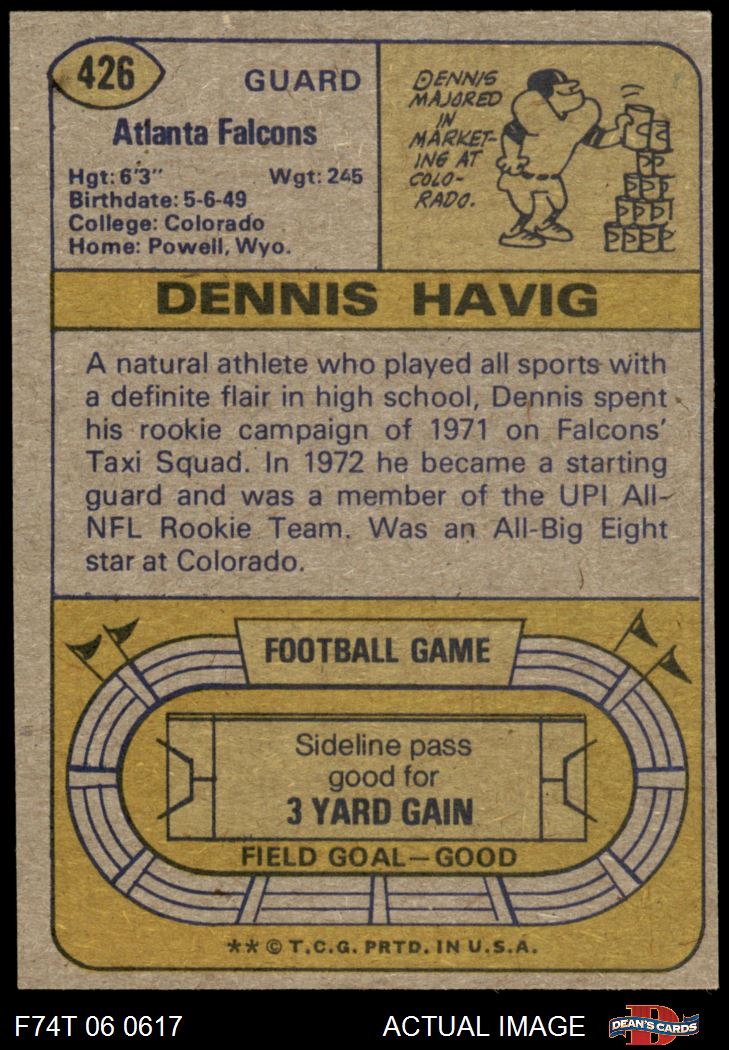 426
GUARD
Atlanta Falcons
Hgt: 6'3" Wgt: 245
Birthdate: 5-6-49
College: Colorado
Home: Powell, Wyo.
DENNIS
MAJORED
IN
MARKET-
ING AT
COLO-
RADO.
DENNIS HAVIG
A natural athlete who played all sports with
a definite flair in high school, Dennis spent
his rookie campaign of 1971 on Falcons'
Taxi Squad. In 1972 he became a starting
guard and was a member of the UPI All-
NFL Rookie Team. Was an All-Big Eight
star at Colorado.
FOOTBALL GAME
Sideline pass
good for
3 YARD GAIN
FIELD GOAL—GOOD
** © T.C.G. PRTD. IN U.S.A.
F74T 06 0617 ACTUAL IMAGE
DEAN'S CARDS